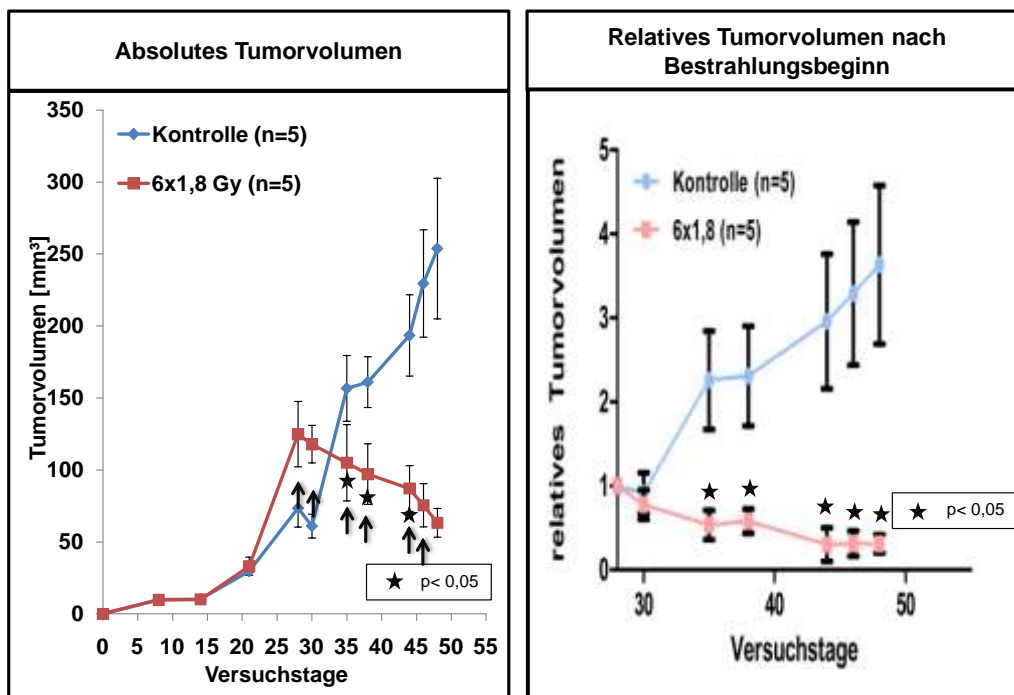 Absolutes Tumorvolumen
Tumorvolumen [mm³]
350
300
250
200
150
100
50
0
Kontrolle (n=5)
6x1,8 Gy (n=5)
★ p< 0,05
0 5 10 15 20 25 30 35 40 45 50 55
Versuchstage
Relatives Tumorvolumen nach
Bestrahlungsbeginn
relatives Tumorvolumen
5
4
3
2
1
0
Kontrolle (n=5)
6x1,8 (n=5)
★ p< 0,05
30 40 50
Versuchstage